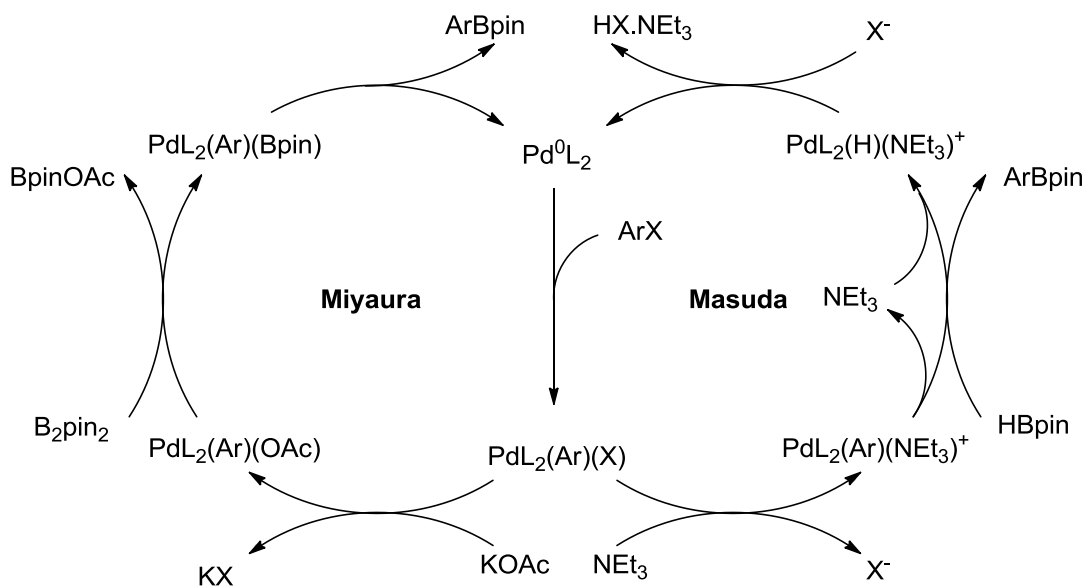 ArBpin
HX.NEt₃
X⁻
PdL₂(Ar)(Bpin)
Pd⁰L₂
PdL₂(H)(NEt₃)⁺
BpinOAc
ArBpin
ArX
Miyaura
Masuda
NEt₃
B₂pin₂
PdL₂(Ar)(OAc)
PdL₂(Ar)(X)
PdL₂(Ar)(NEt₃)⁺
HBpin
KX
KOAc
NEt₃
X⁻